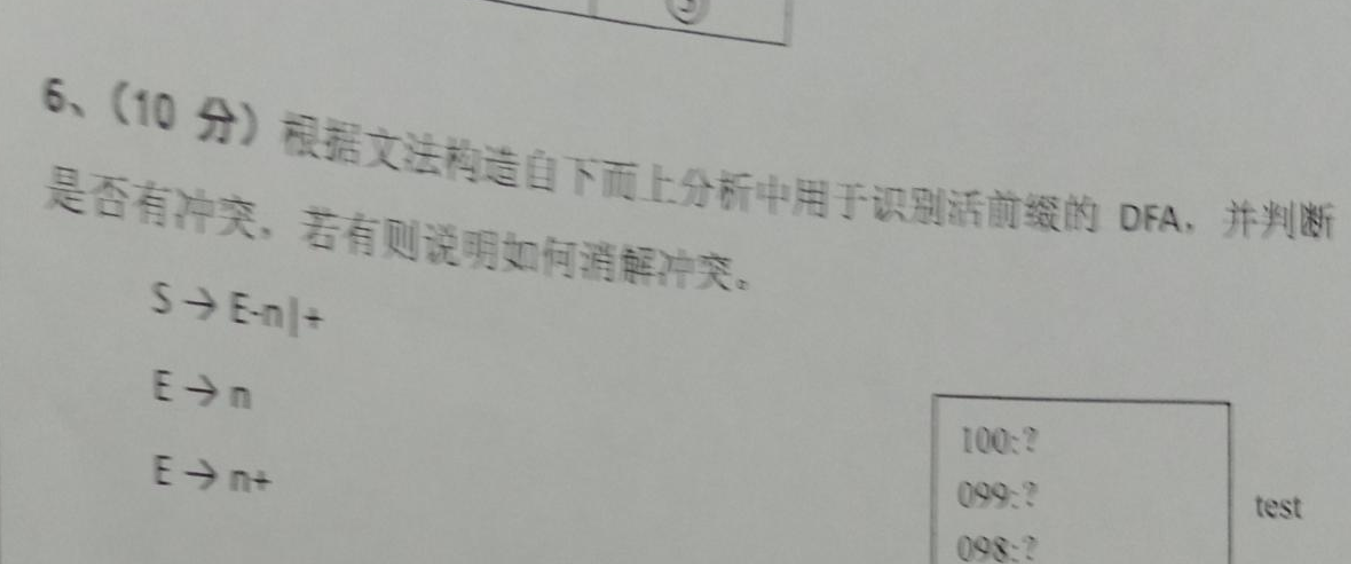 ③
6、（10 分）根据文法构造自下而上分析中用于识别活前缀的 DFA，并判断
是否有冲突，若有则说明如何消解冲突。
S → E-n|+
E → n
E → n+
100:?
099:?
test
098:?